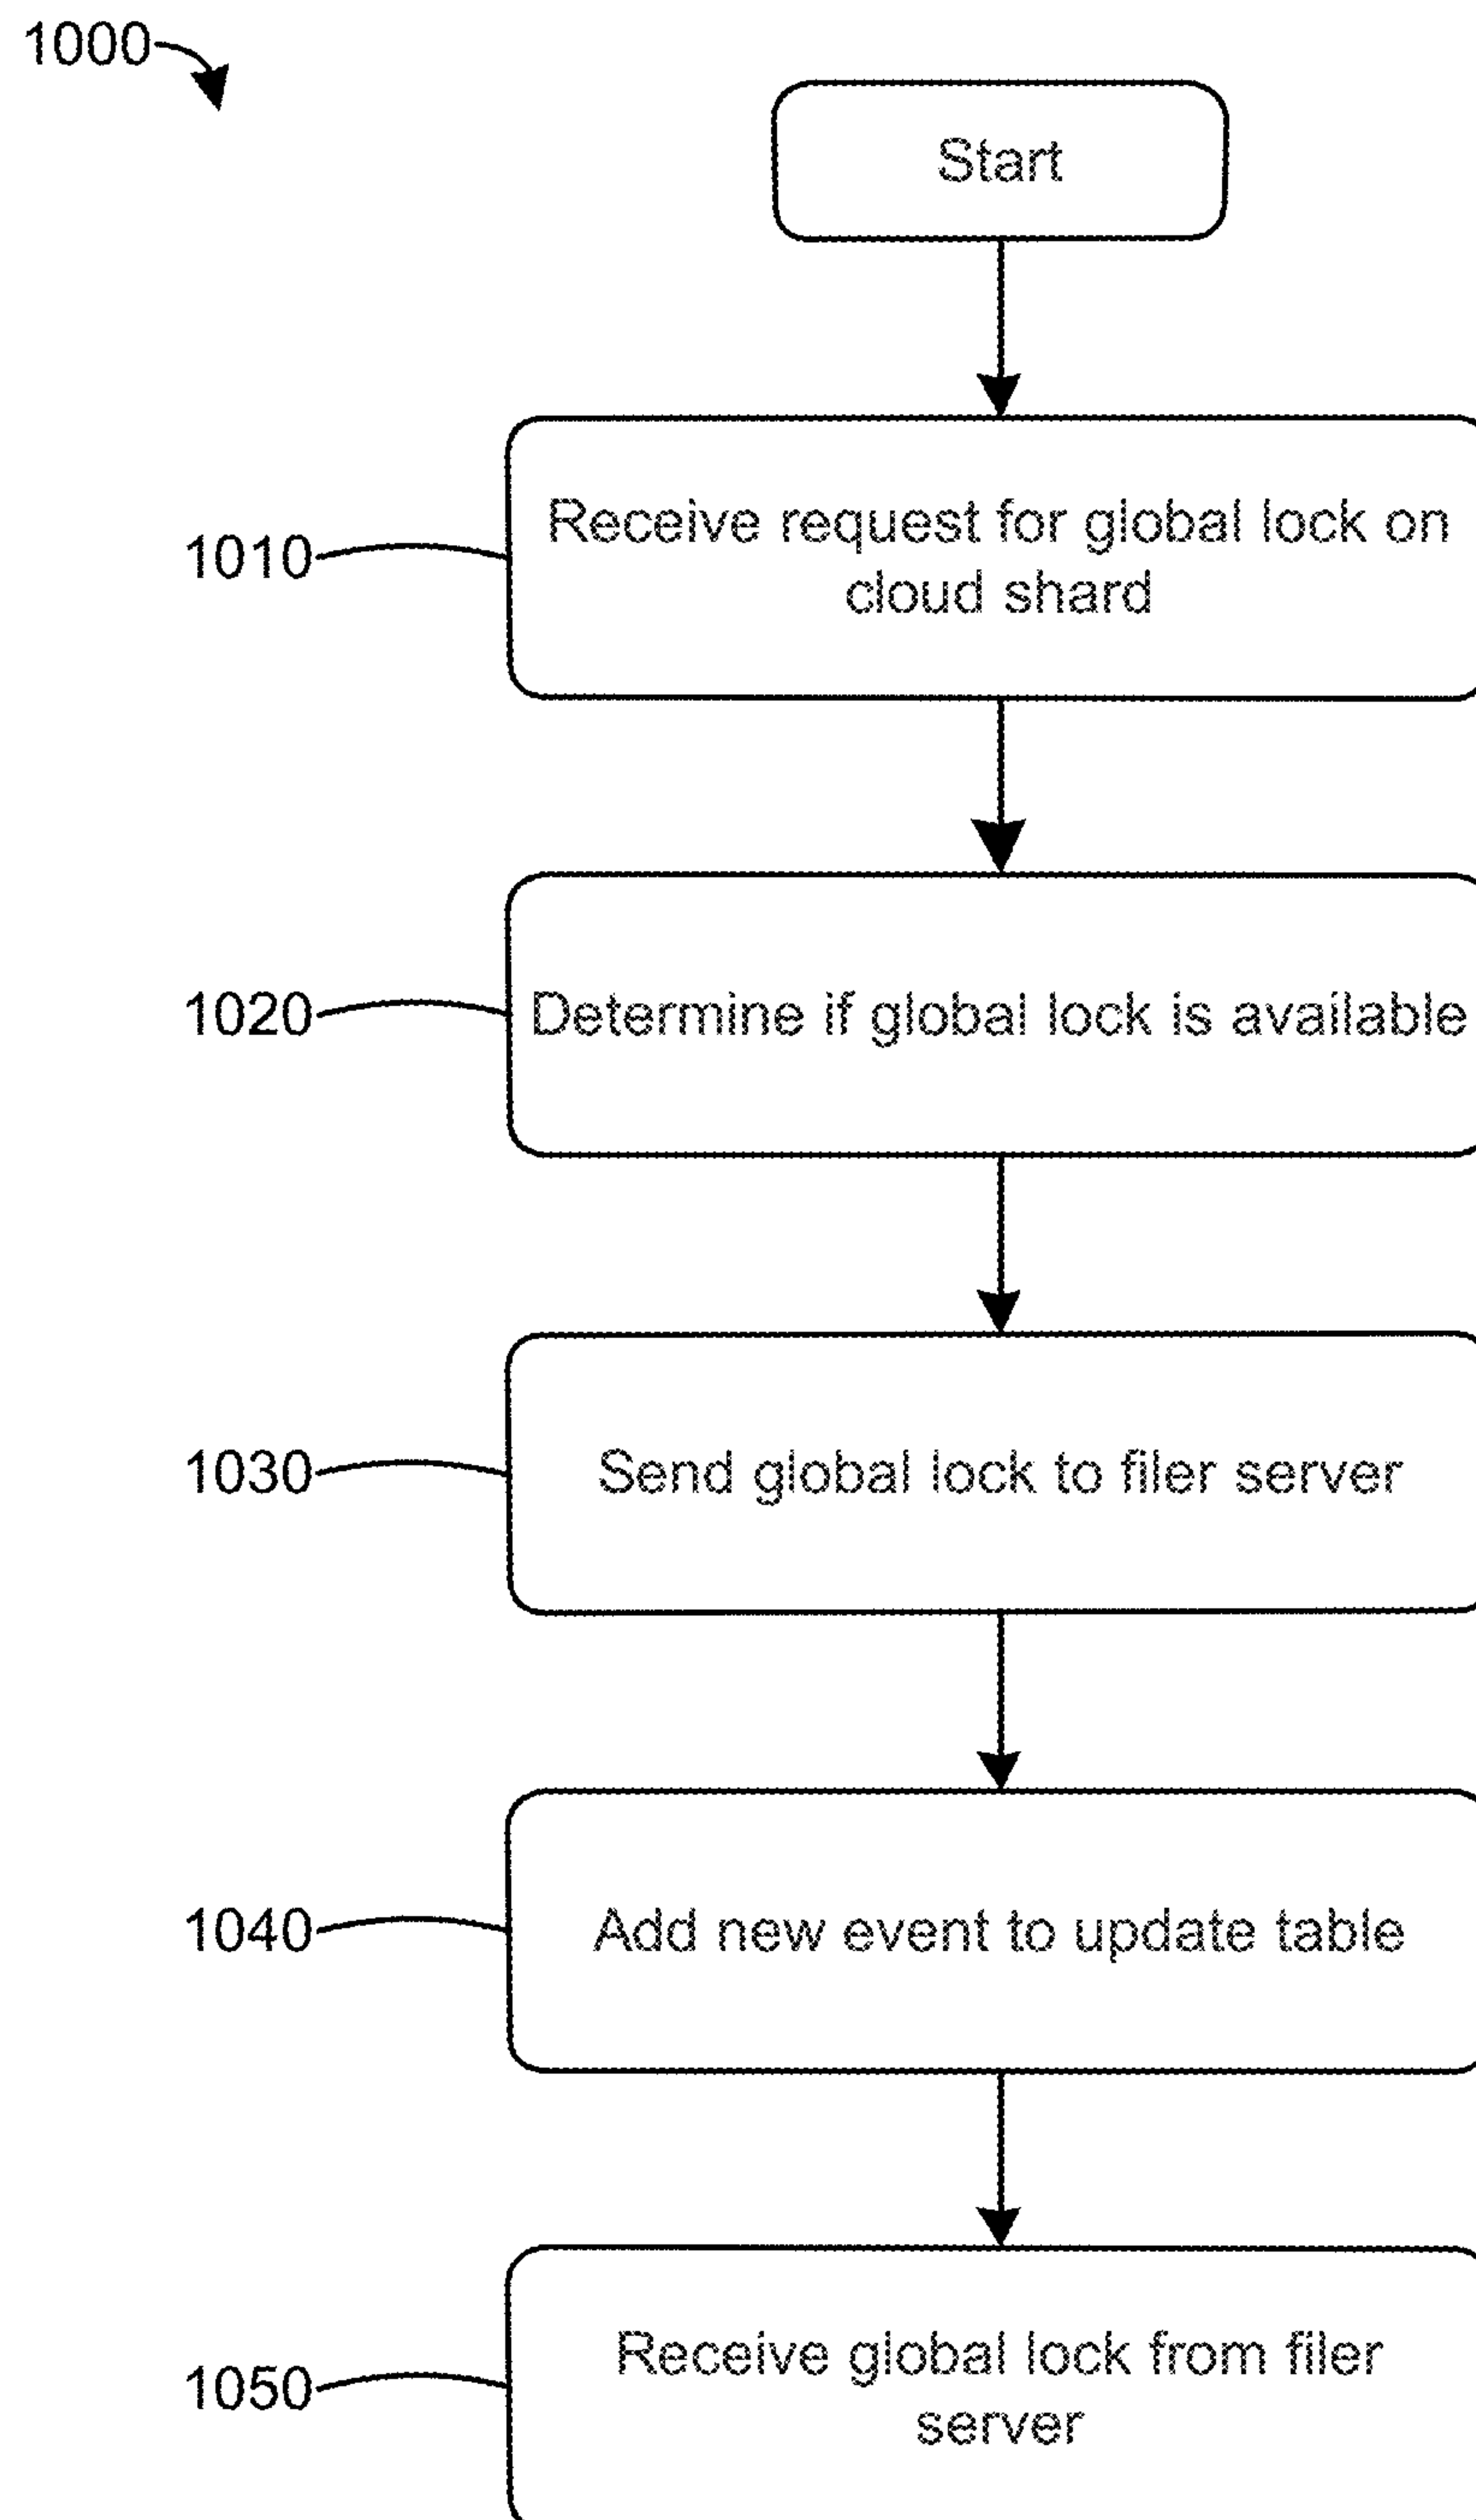 1000
Start
1010
Receive request for global lock on
cloud shard
1020
Determine if global lock is available
1030
Send global lock to filer server
1040
Add new event to update table
1050
Receive global lock from filer
server